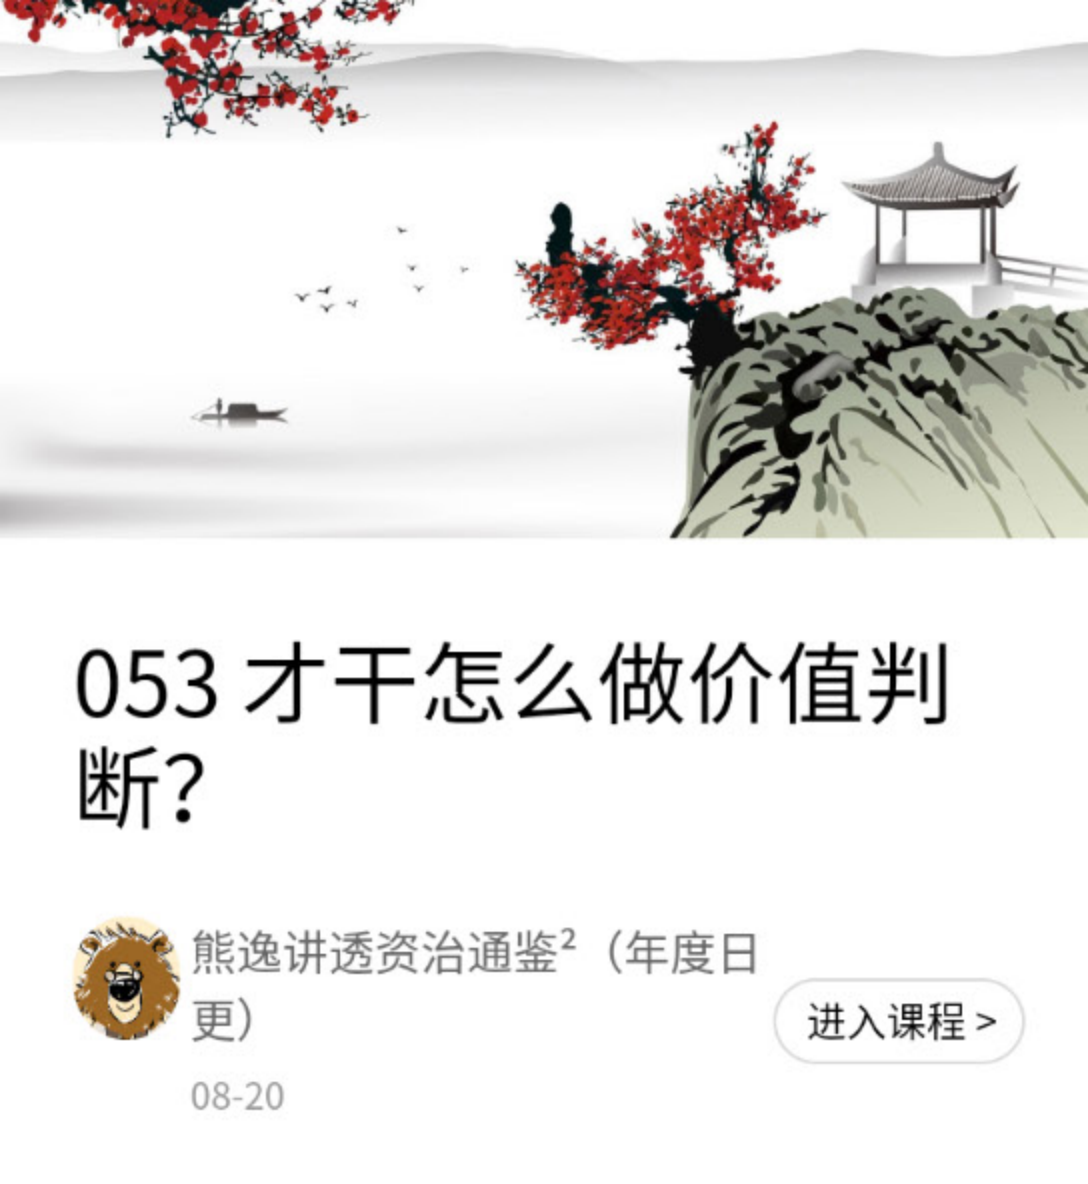 053 才干怎么做价值判
断？
熊逸讲透资治通鉴²（年度日
更）
进入课程 >
08-20